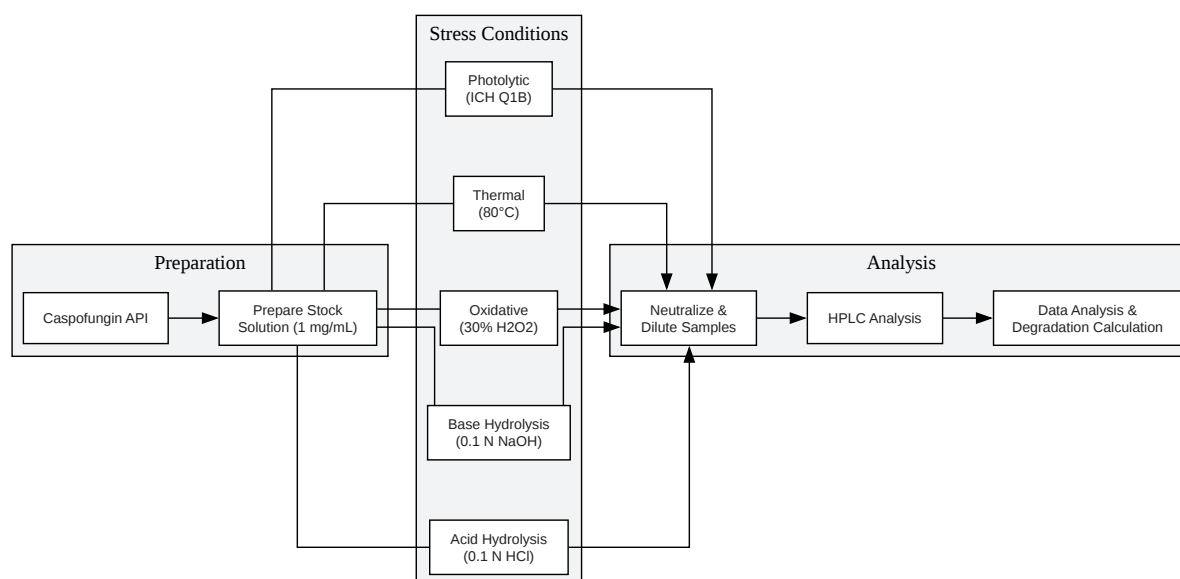 Stress Conditions
Photolytic
(ICH Q1B)
Thermal
(80°C)
Preparation
Analysis
Caspofungin API
Prepare Stock
Solution (1 mg/mL)
Oxidative
(30% H2O2)
Neutralize &
Dilute Samples
HPLC Analysis
Data Analysis &
Degradation Calculation
Base Hydrolysis
(0.1 N NaOH)
Acid Hydrolysis
(0.1 N HCl)